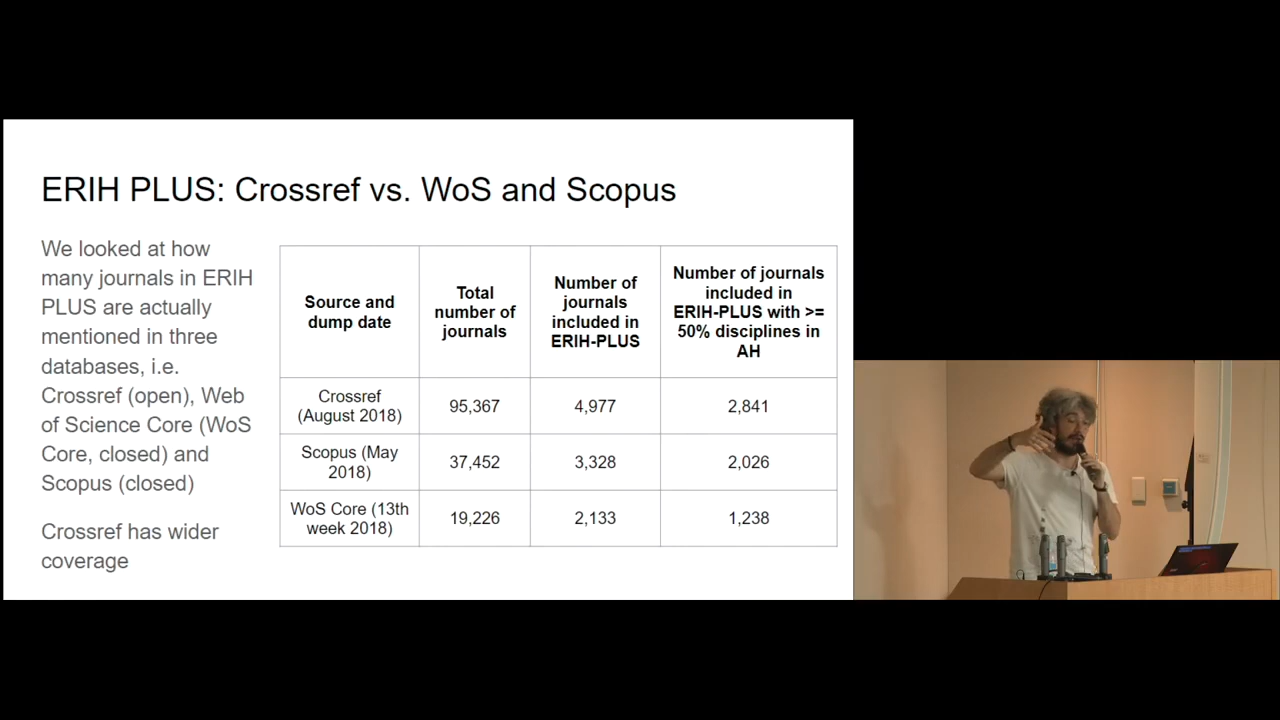 ERIH PLUS: Crossref vs. WoS and Scopus
We looked at how
many journals in ERIH
PLUS are actually
mentioned in three
databases, i.e.
Crossref (open), Web
of Science Core (WoS
Core, closed) and
Scopus (closed)
Crossref has wider
coverage
Source and
dump date
Total
number of
journals
Number of
journals
included in
ERIH-PLUS
Number of journals
included in
ERIH-PLUS with >=
50% disciplines in
AH
Crossref
(August 2018)
95,367
4,977
2,841
Scopus (May
2018)
37,452
3,328
2,026
WoS Core (13th
week 2018)
19,226
2,133
1,238